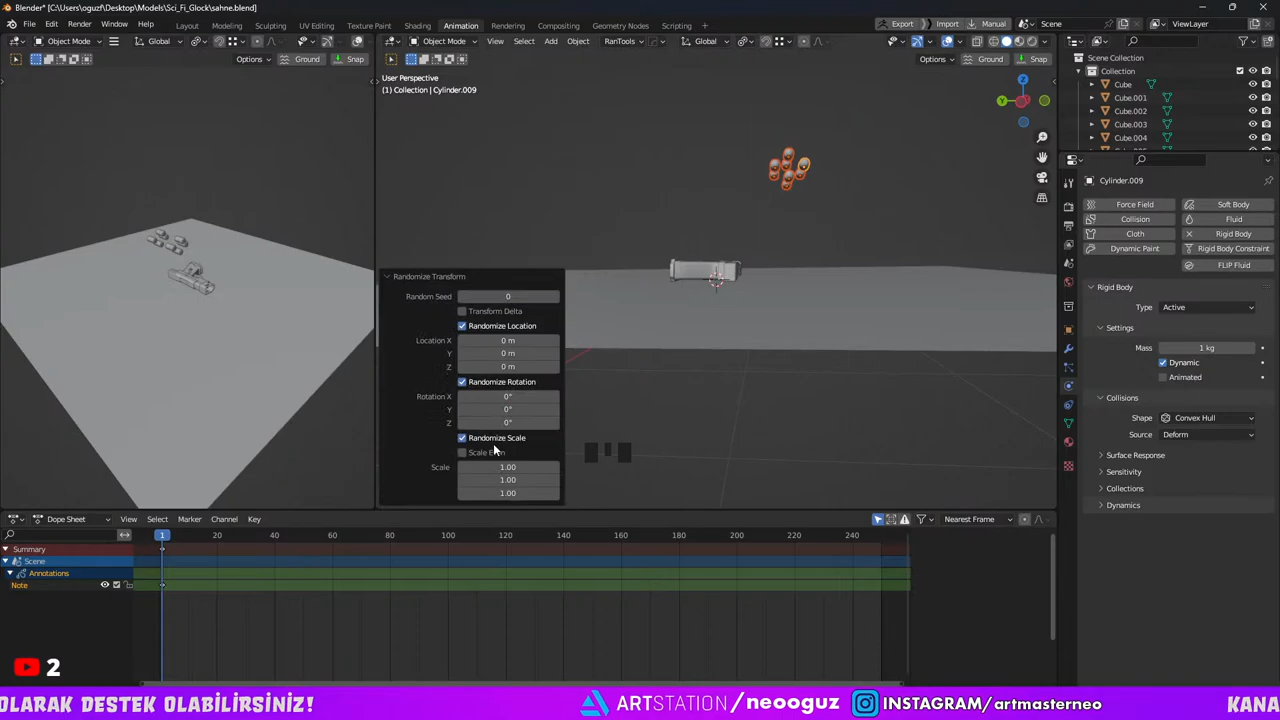 Blender* [C:\Users\oguzf\Desktop\Models\Sci_Fi_Glock\sahne.blend]
File Edit Render Window Help Layout Modeling Sculpting UV Editing Texture Paint Shading Animation Rendering Compositing Geometry Nodes Scripting Export Import Manual Scene ViewLayer
Object Mode Global Object Mode View Select Add Object RanTools Global
Options Ground Snap Options Ground Snap
User Perspective
(1) Collection | Cylinder.009
Z
Y
Scene Collection
Collection
Cube
Cube.001
Cube.002
Cube.003
Cube.004
Cylinder.009
Force Field Soft Body
Collision Fluid
Cloth Rigid Body
Dynamic Paint Rigid Body Constraint
FLIP Fluid
Rigid Body
Type Active
Settings
Mass 1 kg
Dynamic
Animated
Collisions
Shape Convex Hull
Source Deform
Surface Response
Sensitivity
Collections
Dynamics
Randomize Transform
Random Seed 0
Transform Delta
Randomize Location
Location X 0 m
Y 0 m
Z 0 m
Randomize Rotation
Rotation X 0°
Y 0°
Z 0°
Randomize Scale
Scale 1.00
1.00
1.00
Dope Sheet View Select Marker Channel Key Nearest Frame
1 20 40 60 80 100 120 140 160 180 200 220 240
Summary
Scene
Annotations
Note
2
OLARAK DESTEK OLABİLİRSİNİZ! ARTSTATION/neooguz INSTAGRAM/artmasterneo KANA